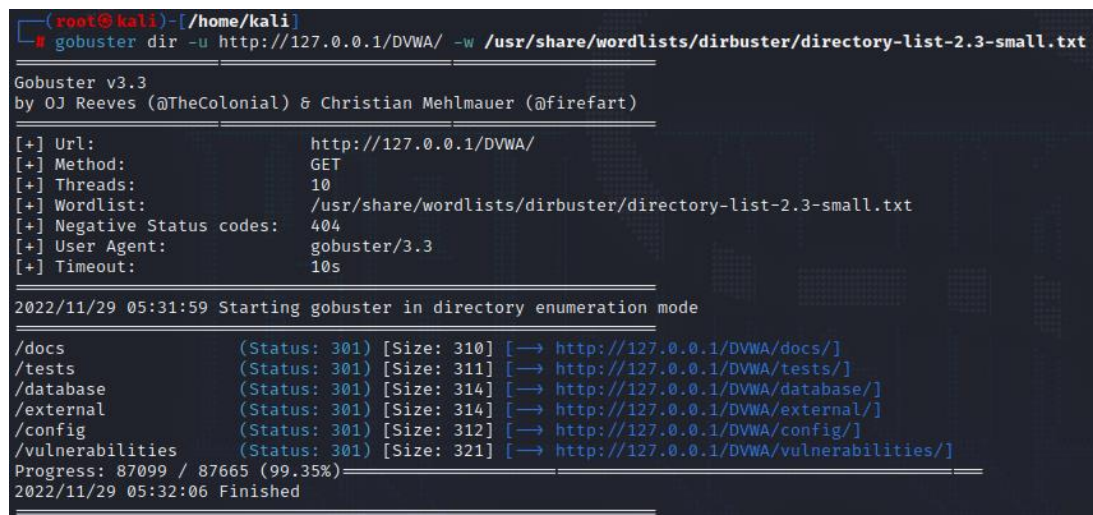 ┌──(root㉿kali)-[/home/kali]
└─# gobuster dir -u http://127.0.0.1/DVWA/ -w /usr/share/wordlists/dirbuster/directory-list-2.3-small.txt
Gobuster v3.3
by OJ Reeves (@TheColonial) & Christian Mehlmauer (@firefart)
[+] Url: http://127.0.0.1/DVWA/
[+] Method: GET
[+] Threads: 10
[+] Wordlist: /usr/share/wordlists/dirbuster/directory-list-2.3-small.txt
[+] Negative Status codes: 404
[+] User Agent: gobuster/3.3
[+] Timeout: 10s
2022/11/29 05:31:59 Starting gobuster in directory enumeration mode
/docs (Status: 301) [Size: 310] [--> http://127.0.0.1/DVWA/docs/]
/tests (Status: 301) [Size: 311] [--> http://127.0.0.1/DVWA/tests/]
/database (Status: 301) [Size: 314] [--> http://127.0.0.1/DVWA/database/]
/external (Status: 301) [Size: 314] [--> http://127.0.0.1/DVWA/external/]
/config (Status: 301) [Size: 312] [--> http://127.0.0.1/DVWA/config/]
/vulnerabilities (Status: 301) [Size: 321] [--> http://127.0.0.1/DVWA/vulnerabilities/]
Progress: 87099 / 87665 (99.35%)
2022/11/29 05:32:06 Finished